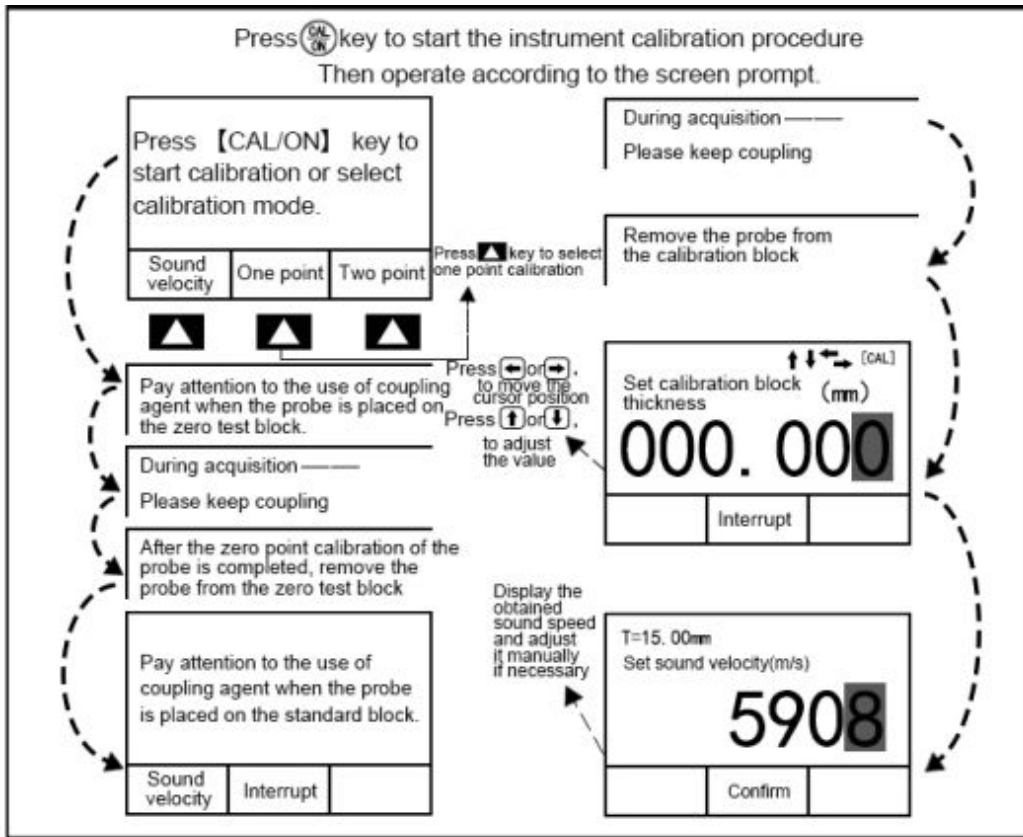 Press CAL/ON key to start the instrument calibration procedure
Then operate according to the screen prompt.
Press 【CAL/ON】 key to
start calibration or select
calibration mode.
Sound
velocity
One point
Two point
Press ▲ key to select
one point calibration
Pay attention to the use of coupling
agent when the probe is placed on
the zero test block.
During acquisition ———
Please keep coupling
After the zero point calibration of the
probe is completed, remove the
probe from the zero test block
Pay attention to the use of
coupling agent when the probe
is placed on the standard block.
Sound
velocity
Interrupt
During acquisition ———
Please keep coupling
Remove the probe from
the calibration block
Press ← or → ,
to move the
cursor position
Press ↑ or ↓ ,
to adjust
the value
[CAL]
Set calibration block
thickness
(mm)
000. 000
Interrupt
Display the
obtained
sound speed
and adjust
it manually
if necessary
T=15. 00mm
Set sound velocity(m/s)
5908
Confirm